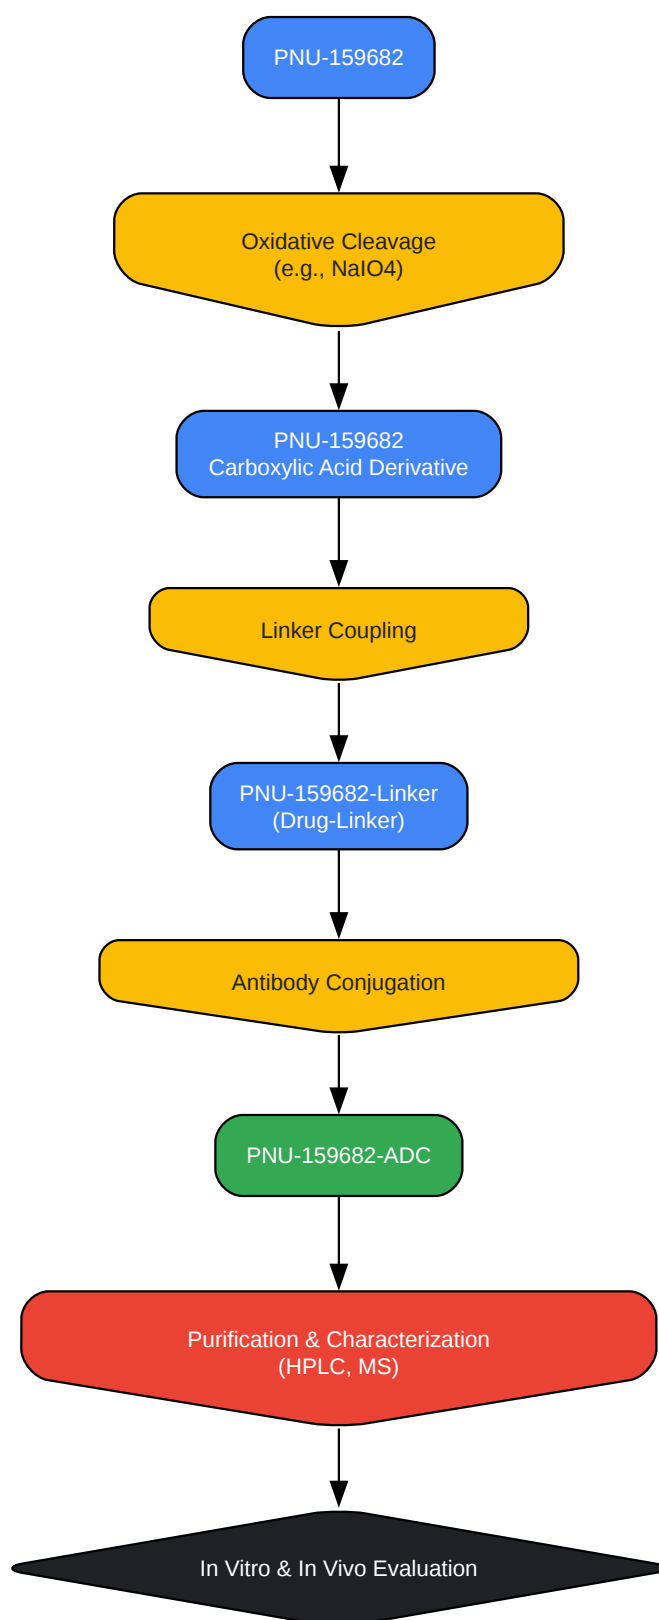 PNU-159682
Oxidative Cleavage
(e.g., NaIO4)
PNU-159682
Carboxylic Acid Derivative
Linker Coupling
PNU-159682-Linker
(Drug-Linker)
Antibody Conjugation
PNU-159682-ADC
Purification & Characterization
(HPLC, MS)
In Vitro & In Vivo Evaluation